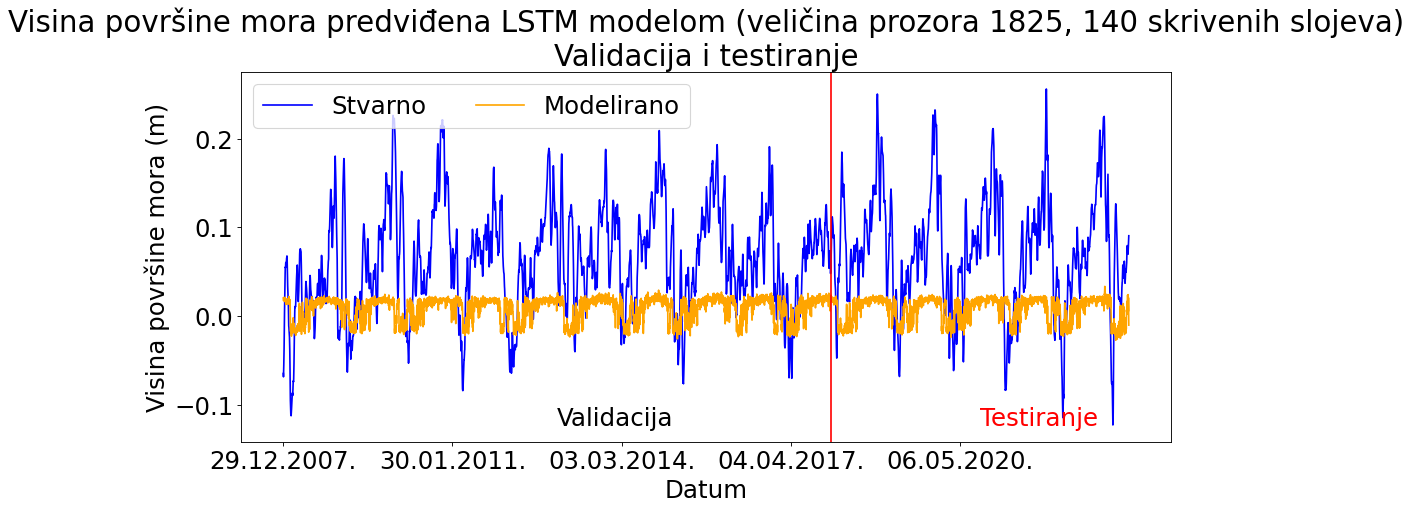 Visina površine mora predviđena LSTM modelom (veličina prozora 1825, 140 skrivenih slojeva)
Validacija i testiranje
Stvarno
Modelirano
Visina površine mora (m)
0.2
0.1
0.0
−0.1
Validacija
Testiranje
29.12.2007.
30.01.2011.
03.03.2014.
04.04.2017.
06.05.2020.
Datum